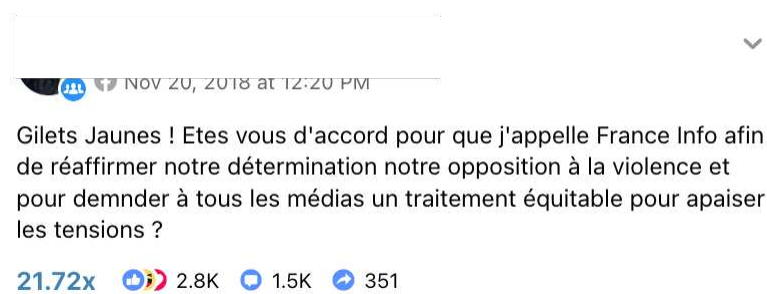 Nov 20, 2018 at 12:20 PM
Gilets Jaunes ! Etes vous d'accord pour que j'appelle France Info afin
de réaffirmer notre détermination notre opposition à la violence et
pour demnder à tous les médias un traitement équitable pour apaiser
les tensions ?
21.72x 2.8K 1.5K 351